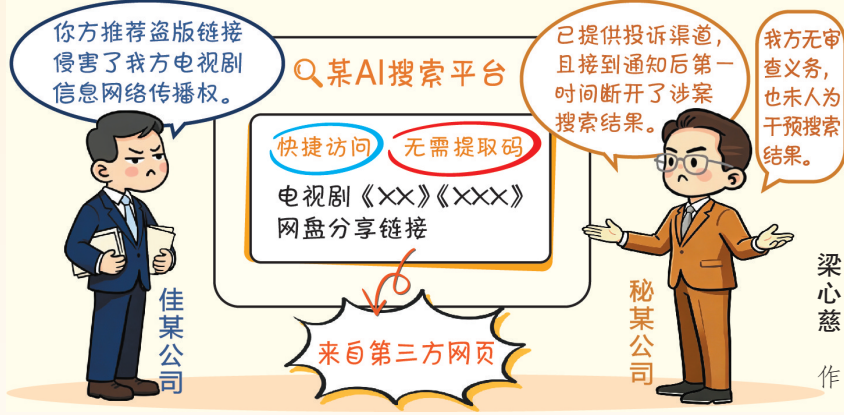 你方推荐盗版链接
侵害了我方电视剧
信息网络传播权。
某AI搜索平台
快捷访问 无需提取码
电视剧《XX》《XXX》
网盘分享链接
来自第三方网页
已提供投诉渠道，
且接到通知后第一
时间断开了涉案
搜索结果。
我方无审
查义务，
也未人为
干预搜索
结果。
佳某公司
秘某公司
梁心慈 作